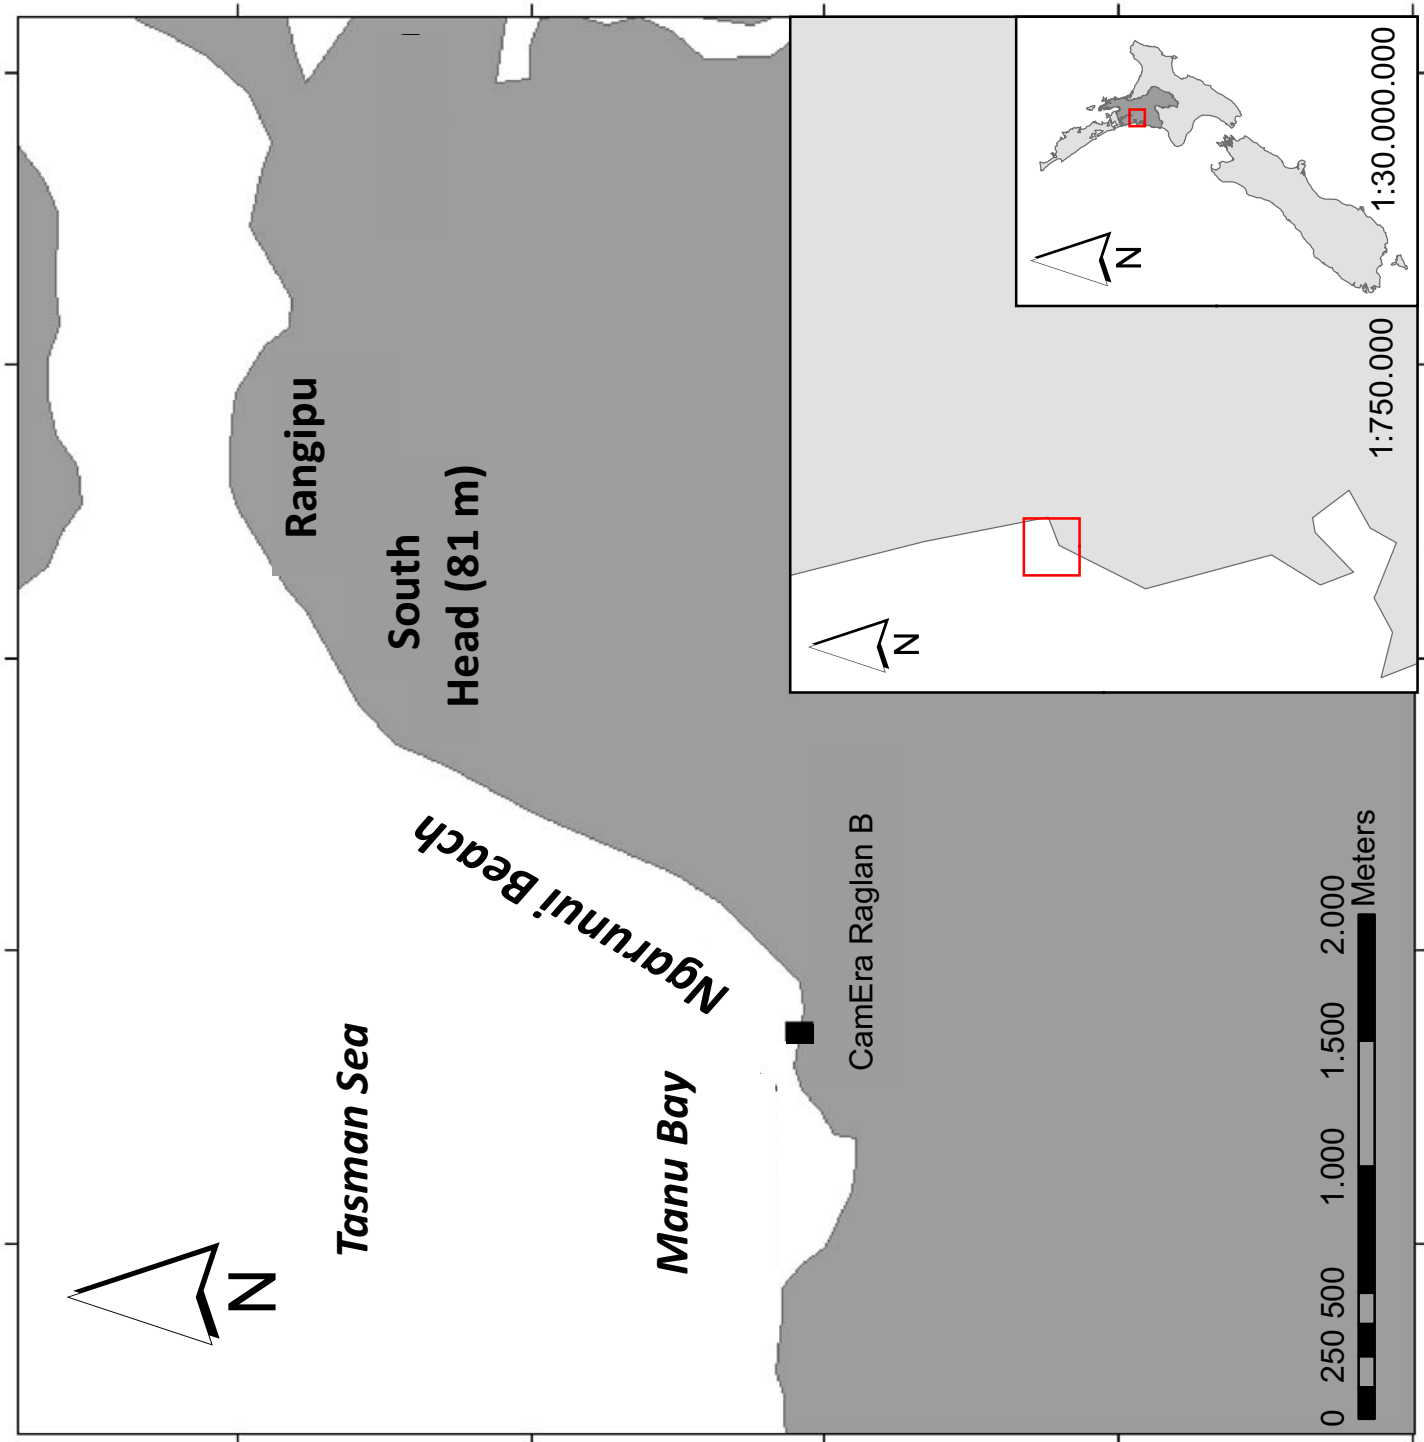 N
Tasman Sea
Manu Bay
Ngarunui Beach
Rangipu
South
Head (81 m)
CamEra Raglan B
0 250 500 1.000 1.500 2.000
Meters
N
1:750.000
N
1:30.000.000